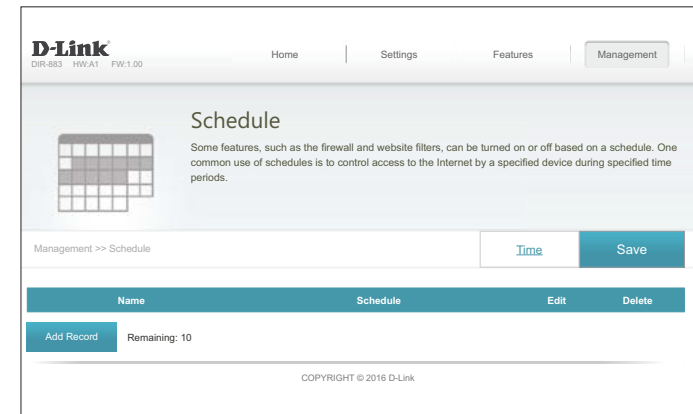 D-Link
DIR-883 HW:A1 FW:1.00
Home Settings Features Management
Schedule
Some features, such as the firewall and website filters, can be turned on or off based on a schedule. One
common use of schedules is to control access to the Internet by a specified device during specified time
periods.
Management >> Schedule
Time
Save
Name Schedule Edit Delete
Add Record Remaining: 10
COPYRIGHT © 2016 D-Link